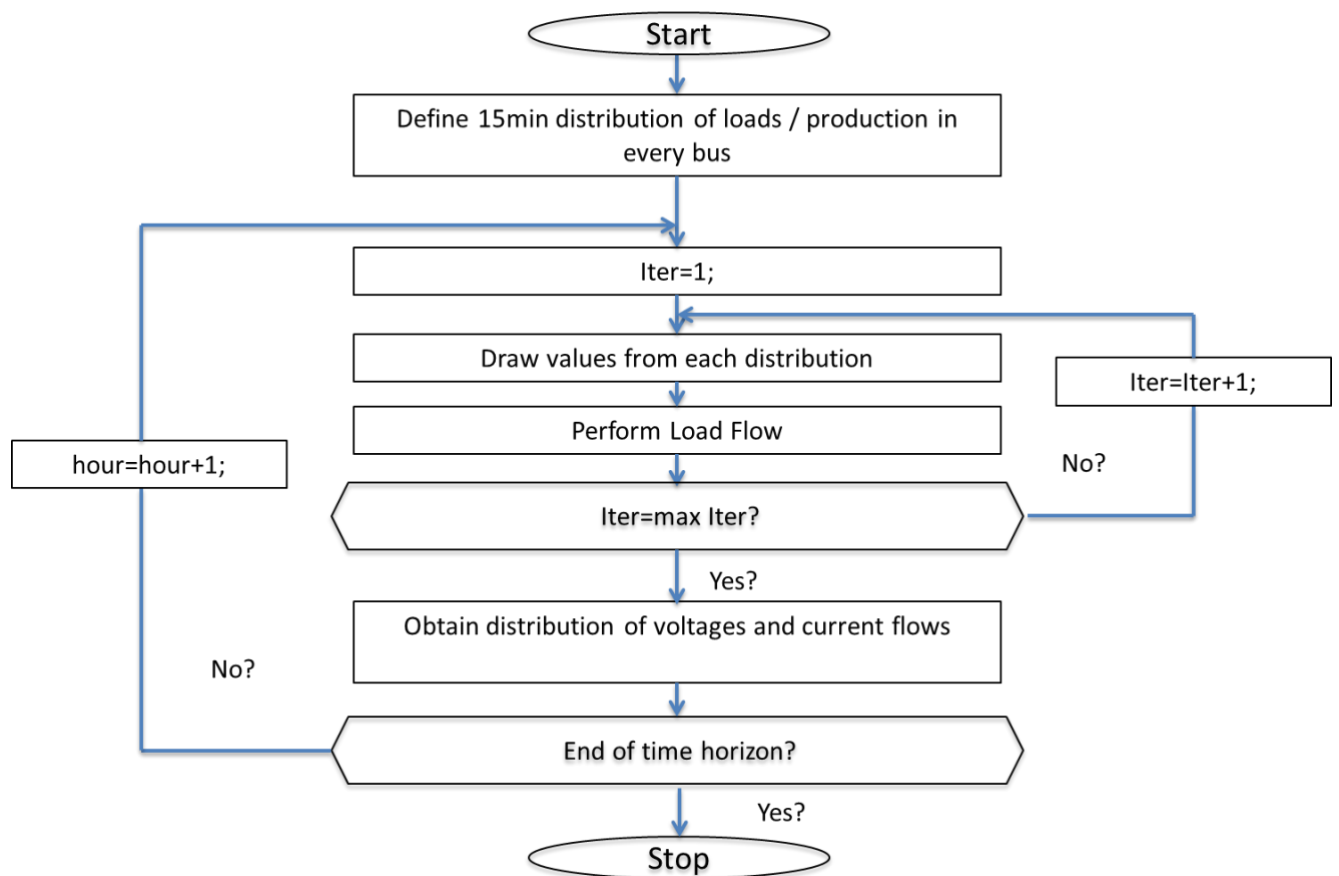 Start
Define 15min distribution of loads / production in
every bus
Iter=1;
Draw values from each distribution
Iter=Iter+1;
Perform Load Flow
hour=hour+1;
No?
Iter=max Iter?
Yes?
Obtain distribution of voltages and current flows
No?
End of time horizon?
Yes?
Stop